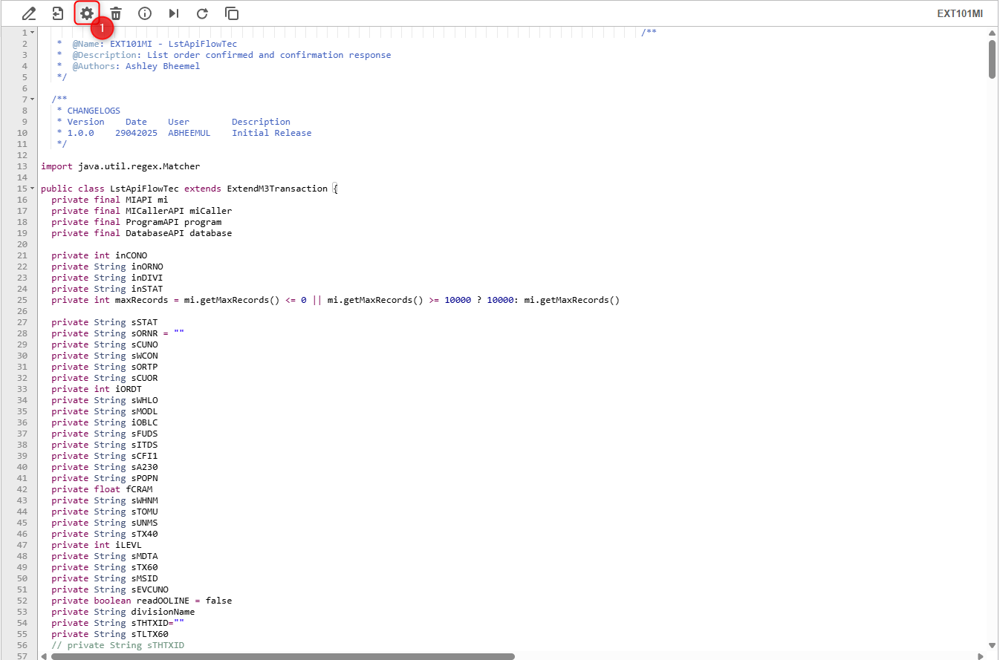 EXT101MI
1
1 /**
2 * @Name: EXT101MI - LstApiFlowTec
3 * @Description: List order confirmed and confirmation response
4 * @Authors: Ashley Bheemel
5 */
6
7 /**
8 * CHANGELOGS
9 * Version Date User Description
10 * 1.0.0 29042025 ABHEEMUL Initial Release
11 */
12
13 import java.util.regex.Matcher
14
15 public class LstApiFlowTec extends ExtendM3Transaction {
16 private final MIAPI mi
17 private final MICallerAPI miCaller
18 private final ProgramAPI program
19 private final DatabaseAPI database
20
21 private int inCONO
22 private String inORNO
23 private String inDIVI
24 private String inSTAT
25 private int maxRecords = mi.getMaxRecords() <= 0 || mi.getMaxRecords() >= 10000 ? 10000: mi.getMaxRecords()
26
27 private String sSTAT
28 private String sORNR = ""
29 private String sCUNO
30 private String sWCON
31 private String sORTP
32 private String sCUOR
33 private int iORDT
34 private String sWHLO
35 private String sMODL
36 private String iOBLC
37 private String sFUDS
38 private String sITDS
39 private String sCFI1
40 private String sA230
41 private String sPOPN
42 private float fCRAM
43 private String sWHNM
44 private String sTOMU
45 private String sUNMS
46 private String sTX40
47 private int iLEVL
48 private String sMDTA
49 private String sTX60
50 private String sMSID
51 private String sEVCUNO
52 private boolean readOOLINE = false
53 private String divisionName
54 private String sTHTXID=""
55 private String sTLTX60
56 // private String sTHTXID
57